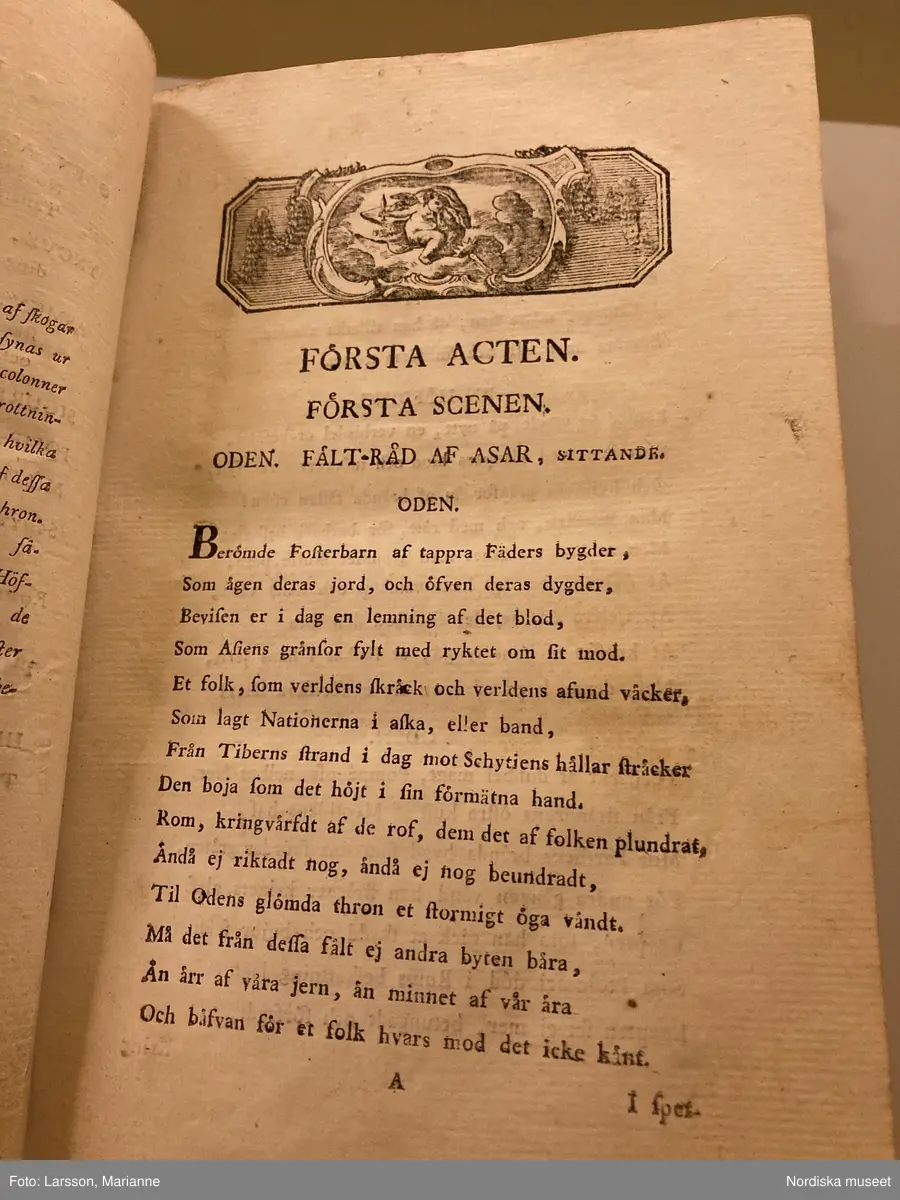 af ſkogar
ſynas ur
colonner
rottnin-
hvilka
f deſſa
hron.
ſå-
Höf-
de
ter
e-
FÖRSTA ACTEN.
FÖRSTA SCENEN.
ODEN. FÄLT-RÅD AF ASAR, SITTANDE.
ODEN.
Berömde Foſterbarn af tappra Fäders bygder,
Som ägen deras jord, och öfven deras dygder,
Beviſen er i dag en lemning af det blod,
Som Aſiens gränſor fylt med ryktet om ſit mod.
Et folk, ſom verldens ſkräck och verldens afund väcker,
Som lagt Nationerna i aſka, eller band,
Från Tiberns ſtrand i dag mot Schytiens hällar ſträcker
Den boja ſom det höjt i ſin förmätna hand.
Rom, kringvärfdt af de rof, dem det af folken plundrat,
Ändå ej riktadt nog, ändå ej nog beundradt,
Til Odens glömda thron et ſtormigt öga vändt.
Må det från deſſa fält ej andra byten bära,
Än ärr af våra jern, än minnet af vår ära
Och bäfvan för et folk hvars mod det icke känt.
A
I ſpet-
Foto: Larsson, Marianne
Nordiska museet